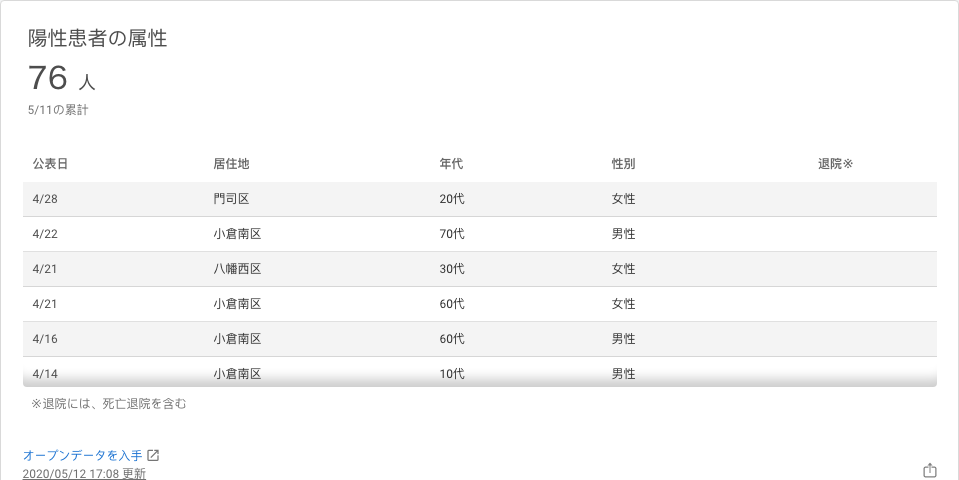 陽性患者の属性
76 人
5/11の累計
公表日 居住地 年代 性別 退院※
4/28 門司区 20代 女性
4/22 小倉南区 70代 男性
4/21 八幡西区 30代 女性
4/21 小倉南区 60代 女性
4/16 小倉南区 60代 男性
4/14 小倉南区 10代 男性
※退院には、死亡退院を含む
オープンデータを入手
2020/05/12 17:08 更新